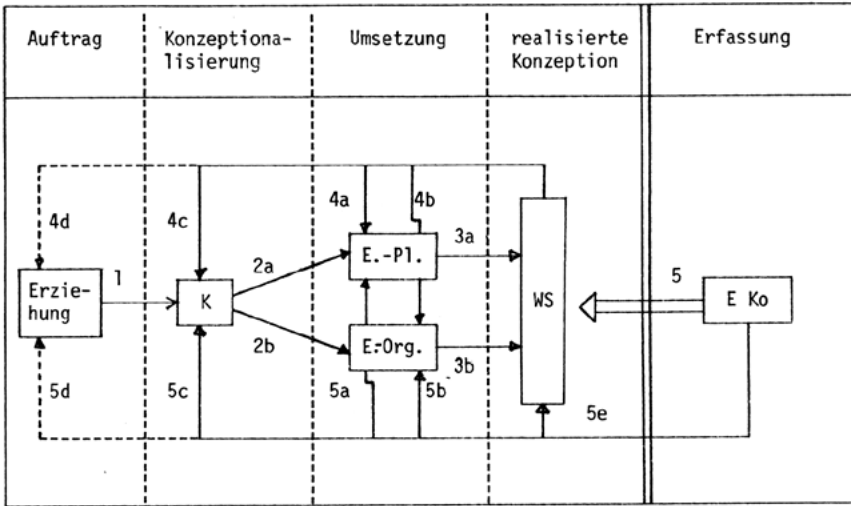 Auftrag
Konzeptiona-
lisierung
Umsetzung
realisierte
Konzeption
Erfassung
4d
4c
4a
4b
3a
1
2a
E.-Pl.
5
Erzie-
hung
K
WS
E Ko
2b
E.-Org.
3b
5d
5c
5a
5b
5e